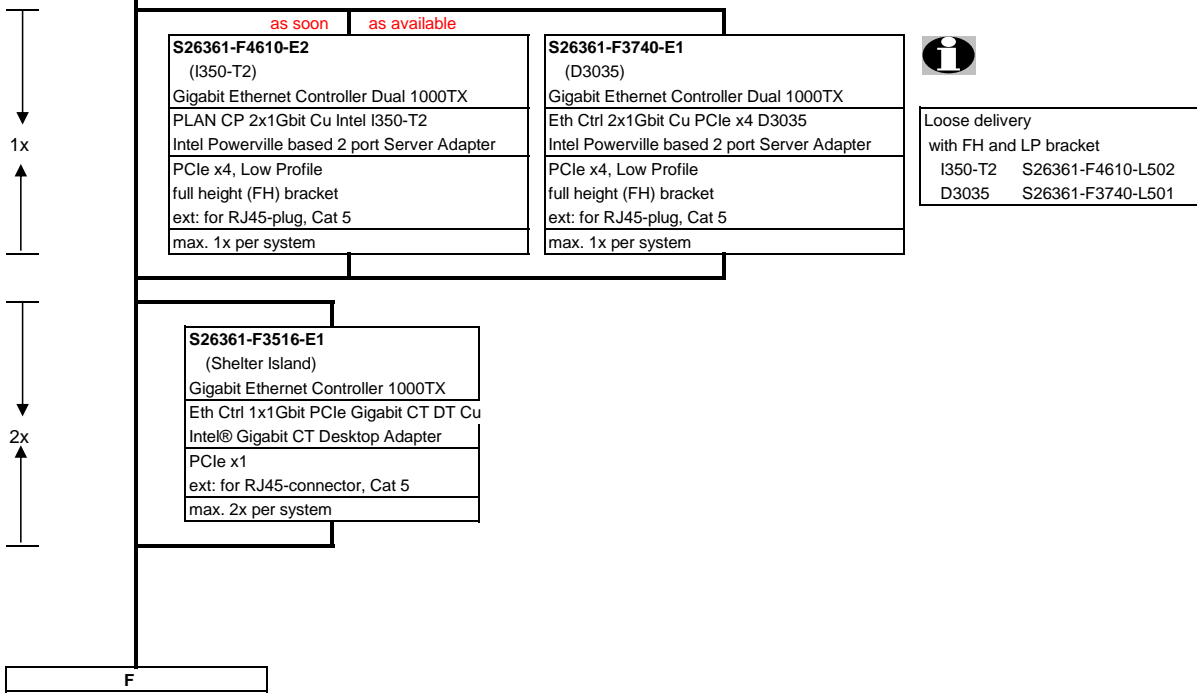 as soon as available
S26361-F4610-E2
(I350-T2)
Gigabit Ethernet Controller Dual 1000TX
PLAN CP 2x1Gbit Cu Intel I350-T2
Intel Powerville based 2 port Server Adapter
PCIe x4, Low Profile
full height (FH) bracket
ext: for RJ45-plug, Cat 5
max. 1x per system
S26361-F3740-E1
(D3035)
Gigabit Ethernet Controller Dual 1000TX
Eth Ctrl 2x1Gbit Cu PCIe x4 D3035
Intel Powerville based 2 port Server Adapter
PCIe x4, Low Profile
full height (FH) bracket
ext: for RJ45-plug, Cat 5
max. 1x per system
Loose delivery
with FH and LP bracket
I350-T2 S26361-F4610-L502
D3035 S26361-F3740-L501
1x
S26361-F3516-E1
(Shelter Island)
Gigabit Ethernet Controller 1000TX
Eth Ctrl 1x1Gbit PCIe Gigabit CT DT Cu
Intel® Gigabit CT Desktop Adapter
PCIe x1
ext: for RJ45-connector, Cat 5
max. 2x per system
2x
F